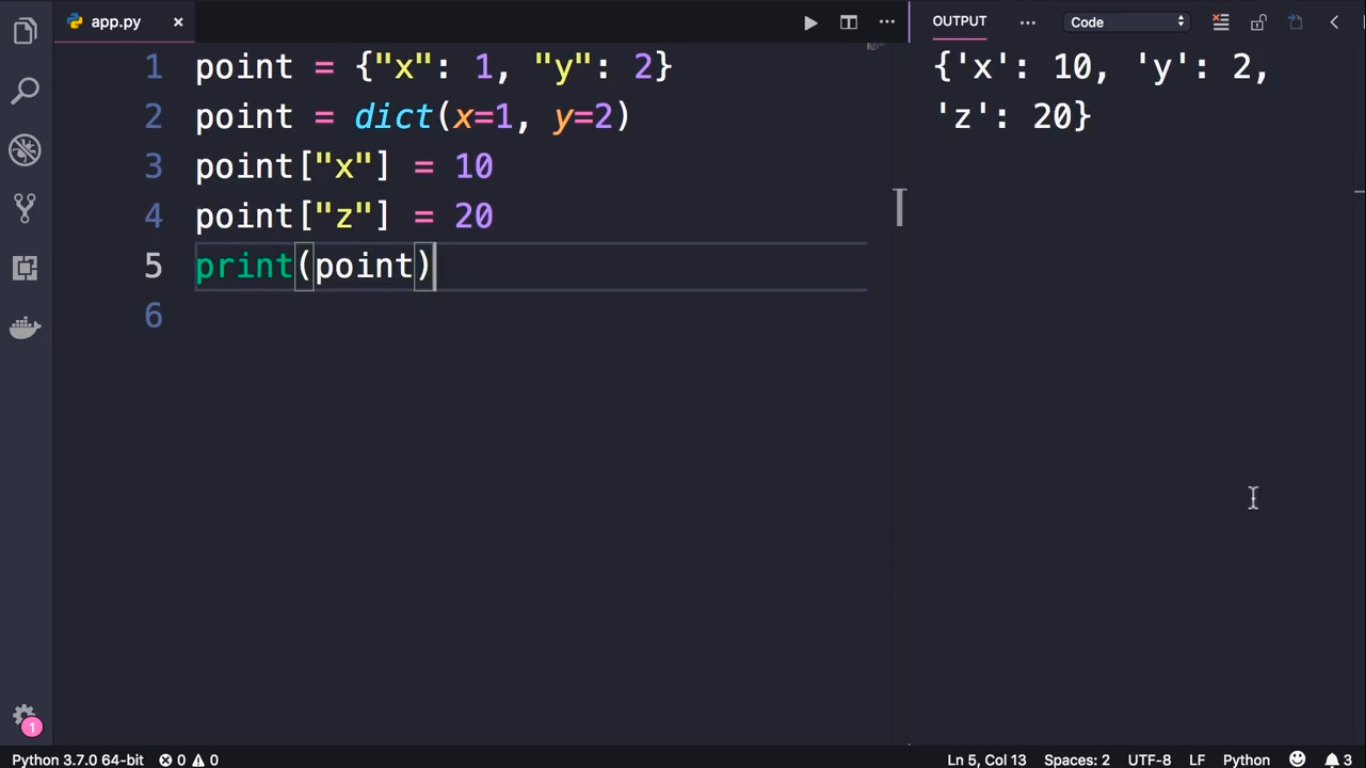 app.py
OUTPUT
Code
1 point = {"x": 1, "y": 2}
2 point = dict(x=1, y=2)
3 point["x"] = 10
4 point["z"] = 20
5 print(point)
6
{'x': 10, 'y': 2,
'z': 20}
1
Python 3.7.0 64-bit 0 0 Ln 5, Col 13 Spaces: 2 UTF-8 LF Python 3